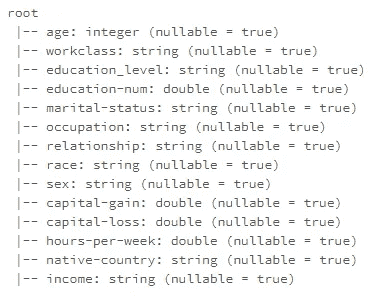 root
 |-- age: integer (nullable = true)
 |-- workclass: string (nullable = true)
 |-- education_level: string (nullable = true)
 |-- education-num: double (nullable = true)
 |-- marital-status: string (nullable = true)
 |-- occupation: string (nullable = true)
 |-- relationship: string (nullable = true)
 |-- race: string (nullable = true)
 |-- sex: string (nullable = true)
 |-- capital-gain: double (nullable = true)
 |-- capital-loss: double (nullable = true)
 |-- hours-per-week: double (nullable = true)
 |-- native-country: string (nullable = true)
 |-- income: string (nullable = true)